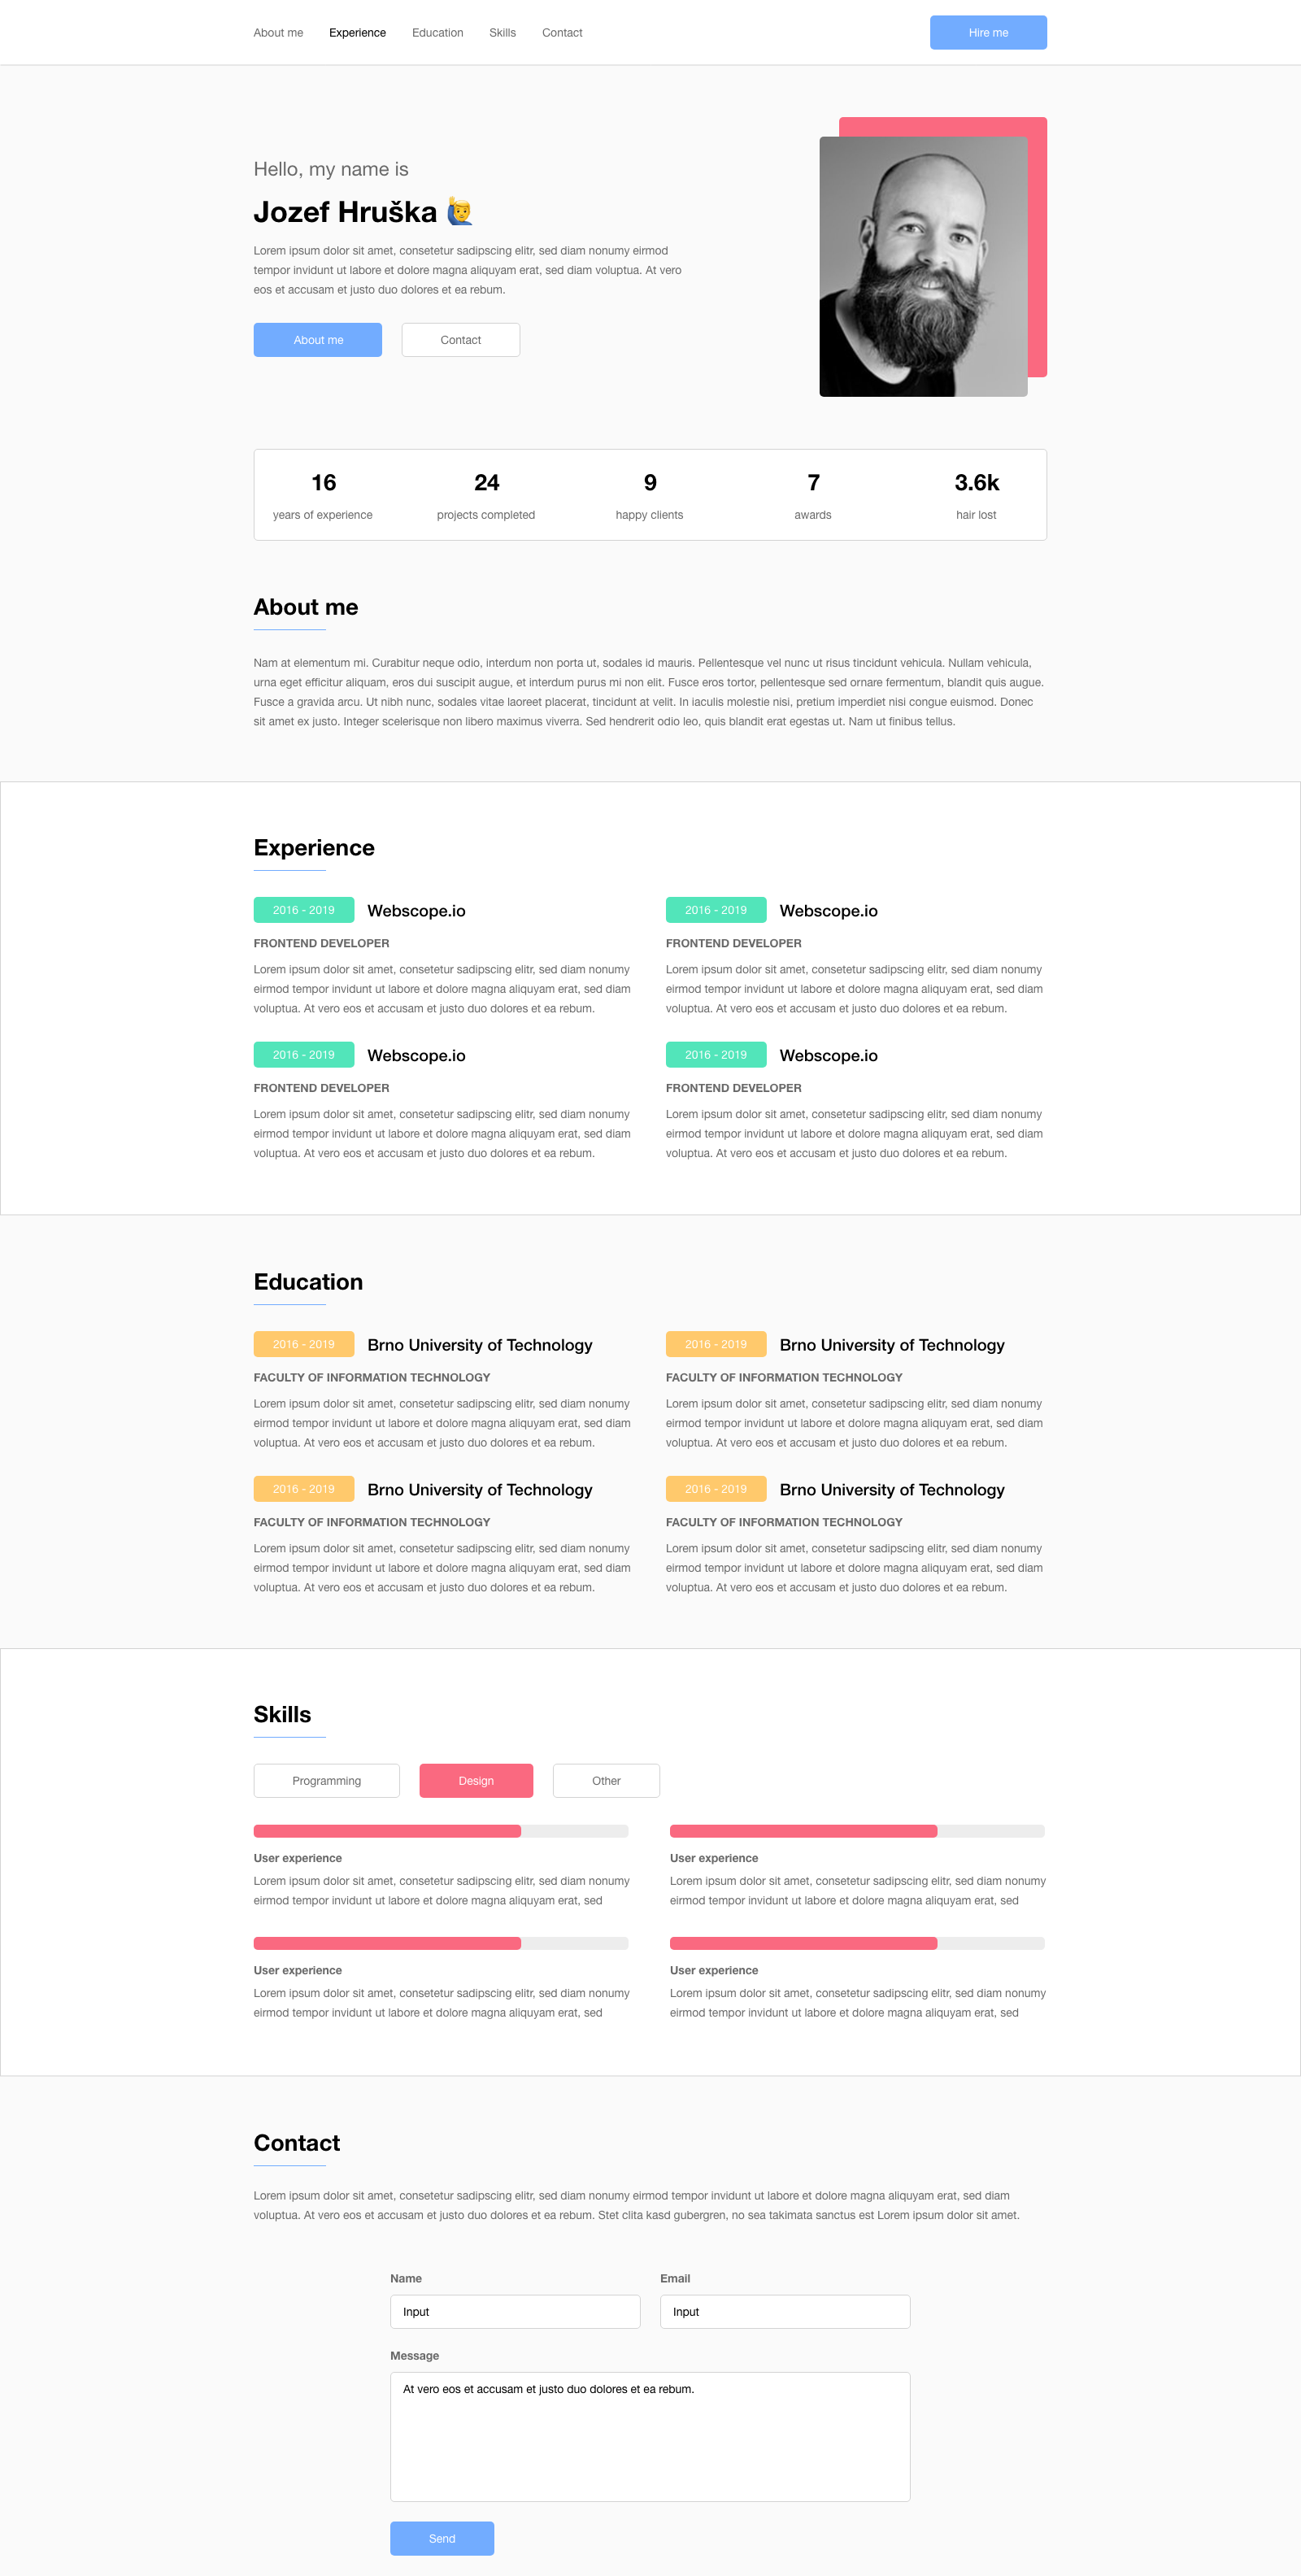 About me Experience Education Skills Contact Hire me
Hello, my name is
Jozef Hruška 🙋‍♂️
Lorem ipsum dolor sit amet, consetetur sadipscing elitr, sed diam nonumy eirmod
tempor invidunt ut labore et dolore magna aliquyam erat, sed diam voluptua. At vero
eos et accusam et justo duo dolores et ea rebum.
About me Contact
16 24 9 7 3.6k
years of experience projects completed happy clients awards hair lost
About me
Nam at elementum mi. Curabitur neque odio, interdum non porta ut, sodales id mauris. Pellentesque vel nunc ut risus tincidunt vehicula. Nullam vehicula,
urna eget efficitur aliquam, eros dui suscipit augue, et interdum purus mi non elit. Fusce eros tortor, pellentesque sed ornare fermentum, blandit quis augue.
Fusce a gravida arcu. Ut nibh nunc, sodales vitae laoreet placerat, tincidunt at velit. In iaculis molestie nisi, pretium imperdiet nisi congue euismod. Donec
sit amet ex justo. Integer scelerisque non libero maximus viverra. Sed hendrerit odio leo, quis blandit erat egestas ut. Nam ut finibus tellus.
Experience
2016 - 2019 Webscope.io
FRONTEND DEVELOPER
Lorem ipsum dolor sit amet, consetetur sadipscing elitr, sed diam nonumy
eirmod tempor invidunt ut labore et dolore magna aliquyam erat, sed diam
voluptua. At vero eos et accusam et justo duo dolores et ea rebum.
2016 - 2019 Webscope.io
FRONTEND DEVELOPER
Lorem ipsum dolor sit amet, consetetur sadipscing elitr, sed diam nonumy
eirmod tempor invidunt ut labore et dolore magna aliquyam erat, sed diam
voluptua. At vero eos et accusam et justo duo dolores et ea rebum.
2016 - 2019 Webscope.io
FRONTEND DEVELOPER
Lorem ipsum dolor sit amet, consetetur sadipscing elitr, sed diam nonumy
eirmod tempor invidunt ut labore et dolore magna aliquyam erat, sed diam
voluptua. At vero eos et accusam et justo duo dolores et ea rebum.
2016 - 2019 Webscope.io
FRONTEND DEVELOPER
Lorem ipsum dolor sit amet, consetetur sadipscing elitr, sed diam nonumy
eirmod tempor invidunt ut labore et dolore magna aliquyam erat, sed diam
voluptua. At vero eos et accusam et justo duo dolores et ea rebum.
Education
2016 - 2019 Brno University of Technology
FACULTY OF INFORMATION TECHNOLOGY
Lorem ipsum dolor sit amet, consetetur sadipscing elitr, sed diam nonumy
eirmod tempor invidunt ut labore et dolore magna aliquyam erat, sed diam
voluptua. At vero eos et accusam et justo duo dolores et ea rebum.
2016 - 2019 Brno University of Technology
FACULTY OF INFORMATION TECHNOLOGY
Lorem ipsum dolor sit amet, consetetur sadipscing elitr, sed diam nonumy
eirmod tempor invidunt ut labore et dolore magna aliquyam erat, sed diam
voluptua. At vero eos et accusam et justo duo dolores et ea rebum.
2016 - 2019 Brno University of Technology
FACULTY OF INFORMATION TECHNOLOGY
Lorem ipsum dolor sit amet, consetetur sadipscing elitr, sed diam nonumy
eirmod tempor invidunt ut labore et dolore magna aliquyam erat, sed diam
voluptua. At vero eos et accusam et justo duo dolores et ea rebum.
2016 - 2019 Brno University of Technology
FACULTY OF INFORMATION TECHNOLOGY
Lorem ipsum dolor sit amet, consetetur sadipscing elitr, sed diam nonumy
eirmod tempor invidunt ut labore et dolore magna aliquyam erat, sed diam
voluptua. At vero eos et accusam et justo duo dolores et ea rebum.
Skills
Programming Design Other
User experience
Lorem ipsum dolor sit amet, consetetur sadipscing elitr, sed diam nonumy
eirmod tempor invidunt ut labore et dolore magna aliquyam erat, sed
User experience
Lorem ipsum dolor sit amet, consetetur sadipscing elitr, sed diam nonumy
eirmod tempor invidunt ut labore et dolore magna aliquyam erat, sed
User experience
Lorem ipsum dolor sit amet, consetetur sadipscing elitr, sed diam nonumy
eirmod tempor invidunt ut labore et dolore magna aliquyam erat, sed
User experience
Lorem ipsum dolor sit amet, consetetur sadipscing elitr, sed diam nonumy
eirmod tempor invidunt ut labore et dolore magna aliquyam erat, sed
Contact
Lorem ipsum dolor sit amet, consetetur sadipscing elitr, sed diam nonumy eirmod tempor invidunt ut labore et dolore magna aliquyam erat, sed diam
voluptua. At vero eos et accusam et justo duo dolores et ea rebum. Stet clita kasd gubergren, no sea takimata sanctus est Lorem ipsum dolor sit amet.
Name Email
Input Input
Message
At vero eos et accusam et justo duo dolores et ea rebum.
Send